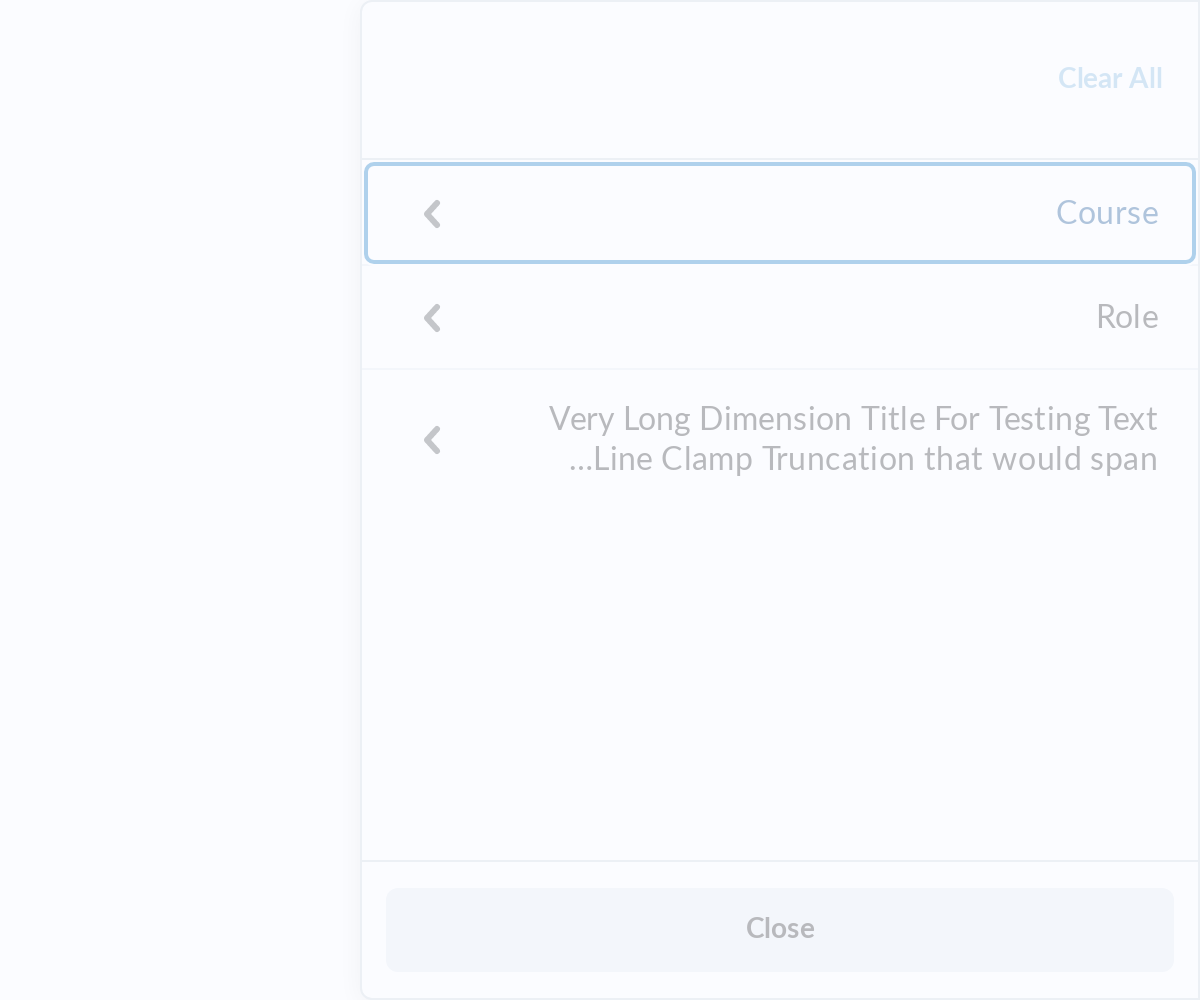 Clear All
Course
Role
Very Long Dimension Title For Testing Text
...Line Clamp Truncation that would span
Close